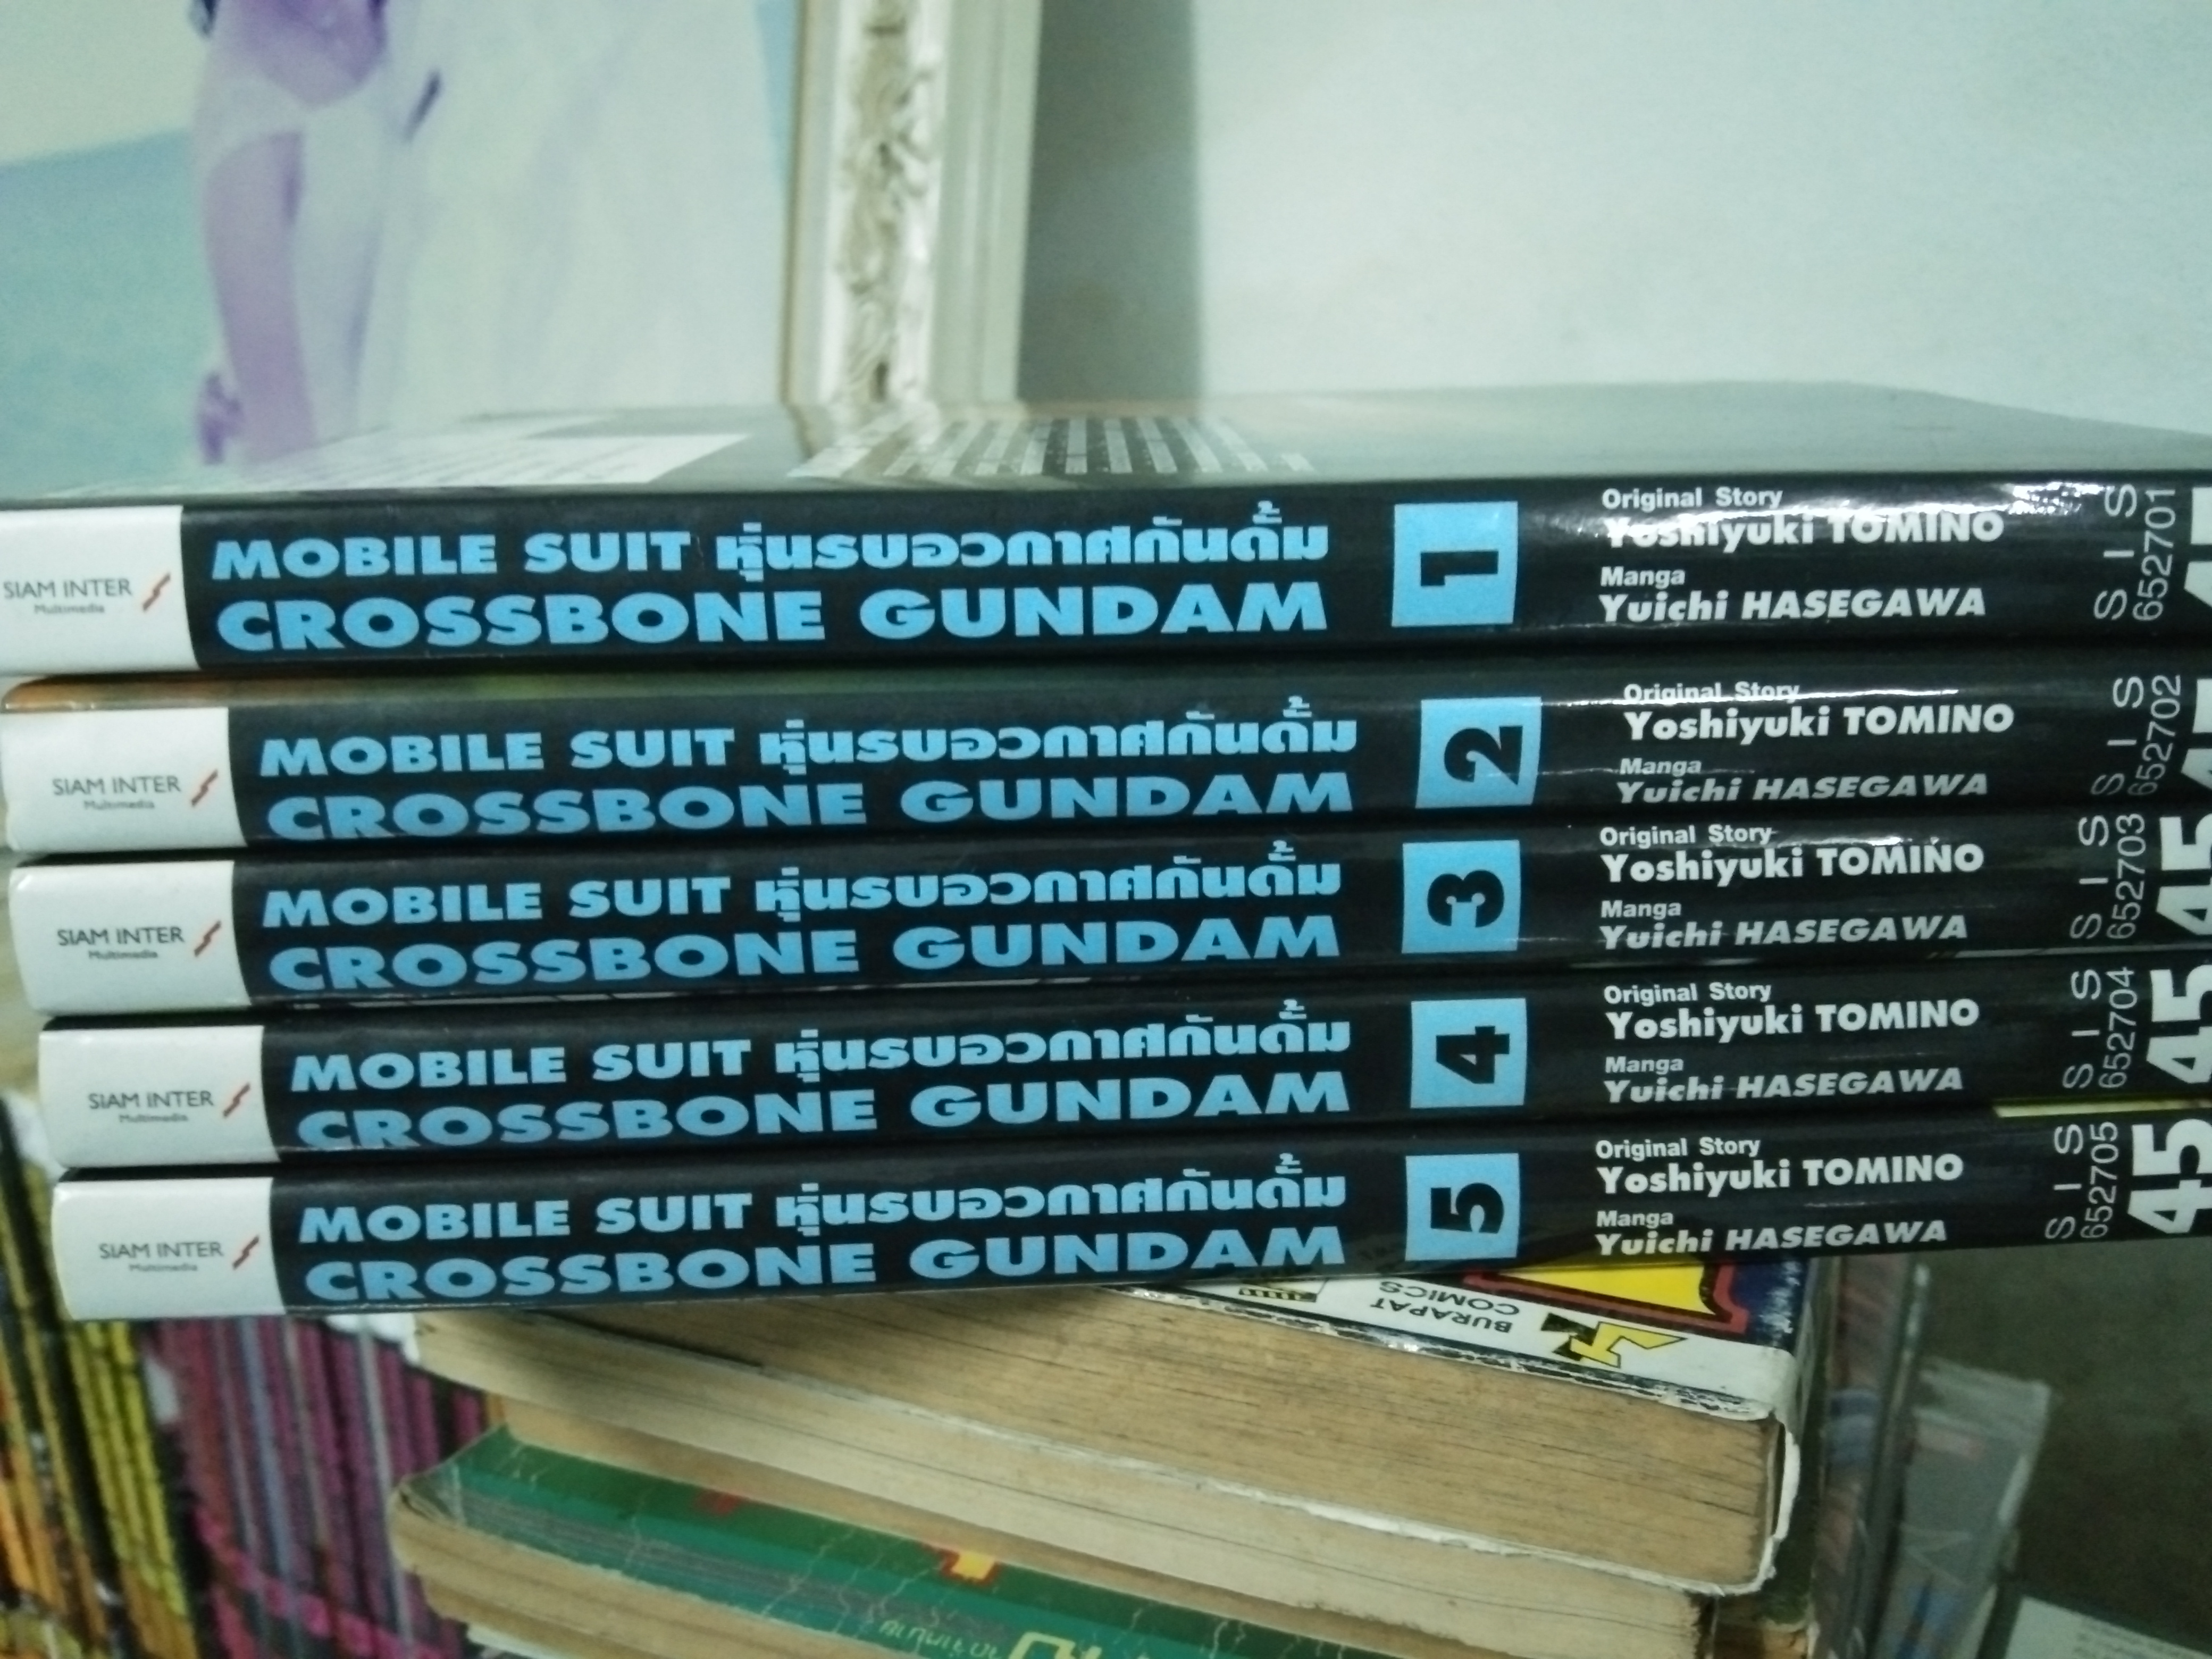 SIAM INTER
Multimedia
MOBILE SUIT หุ่นรบอวกาศกันดั้ม
CROSSBONE GUNDAM
1
Original Story
Yoshiyuki TOMINO
Manga
Yuichi HASEGAWA
SIS
652701
SIAM INTER
Multimedia
MOBILE SUIT หุ่นรบอวกาศกันดั้ม
CROSSBONE GUNDAM
2
Original Story
Yoshiyuki TOMINO
Manga
Yuichi HASEGAWA
SIS
652702
SIAM INTER
Multimedia
MOBILE SUIT หุ่นรบอวกาศกันดั้ม
CROSSBONE GUNDAM
3
Original Story
Yoshiyuki TOMINO
Manga
Yuichi HASEGAWA
SIS
652703
45
SIAM INTER
Multimedia
MOBILE SUIT หุ่นรบอวกาศกันดั้ม
CROSSBONE GUNDAM
4
Original Story
Yoshiyuki TOMINO
Manga
Yuichi HASEGAWA
SIS
652704
45
SIAM INTER
Multimedia
MOBILE SUIT หุ่นรบอวกาศกันดั้ม
CROSSBONE GUNDAM
5
Original Story
Yoshiyuki TOMINO
Manga
Yuichi HASEGAWA
SIS
652705
45
BURAPAT
COMICS